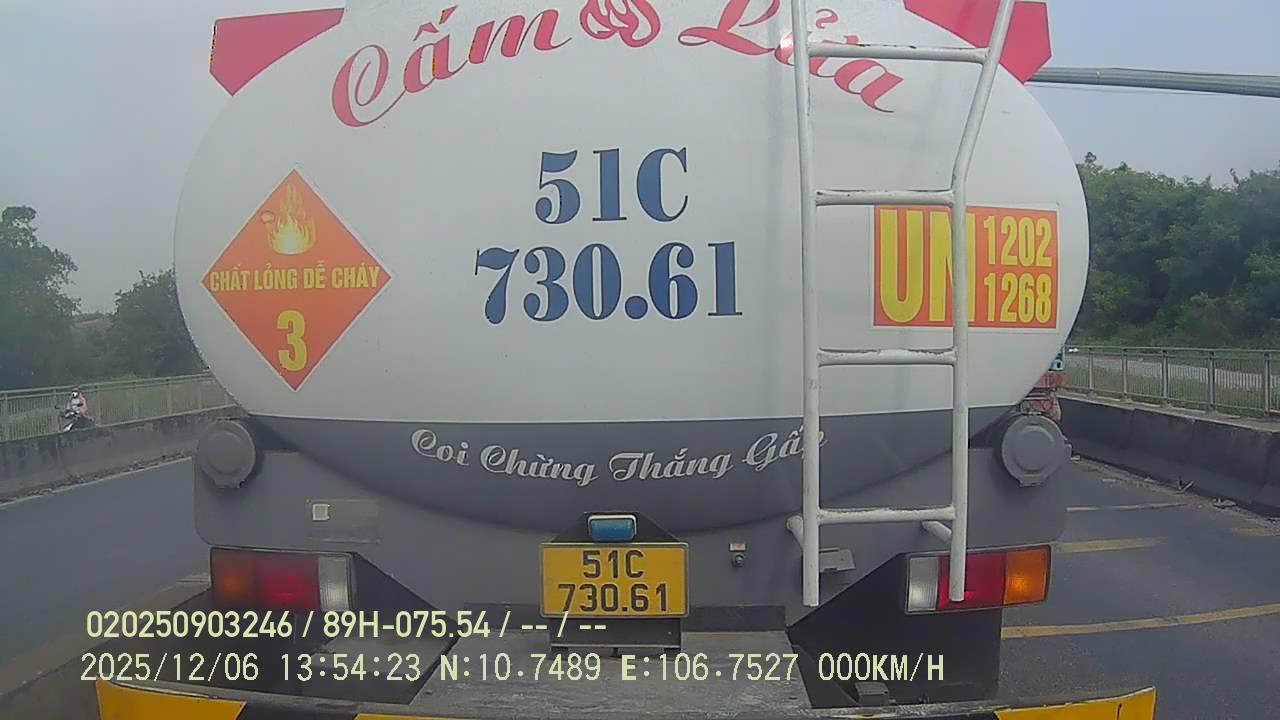 Cấm Lửa
51C
730.61
CHẤT LỎNG DỄ CHÁY
3
UN 1202
1268
Coi Chừng Thắng Gấp
51C
730.61
020250903246 / 89H-075.54 / -- / --
2025/12/06 13:54:23 N:10.7489 E:106.7527 000KM/H